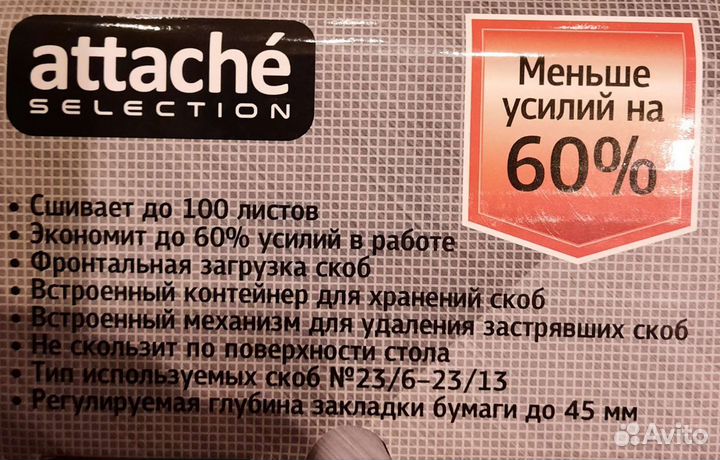 attaché
SELECTION
Меньше
усилий на
60%
• Сшивает до 100 листов
• Экономит до 60% усилий в работе
• Фронтальная загрузка скоб
• Встроенный контейнер для хранений скоб
• Встроенный механизм для удаления застрявших скоб
• Не скользит по поверхности стола
• Тип используемых скоб №23/6–23/13
• Регулируемая глубина закладки бумаги до 45 мм
Avito